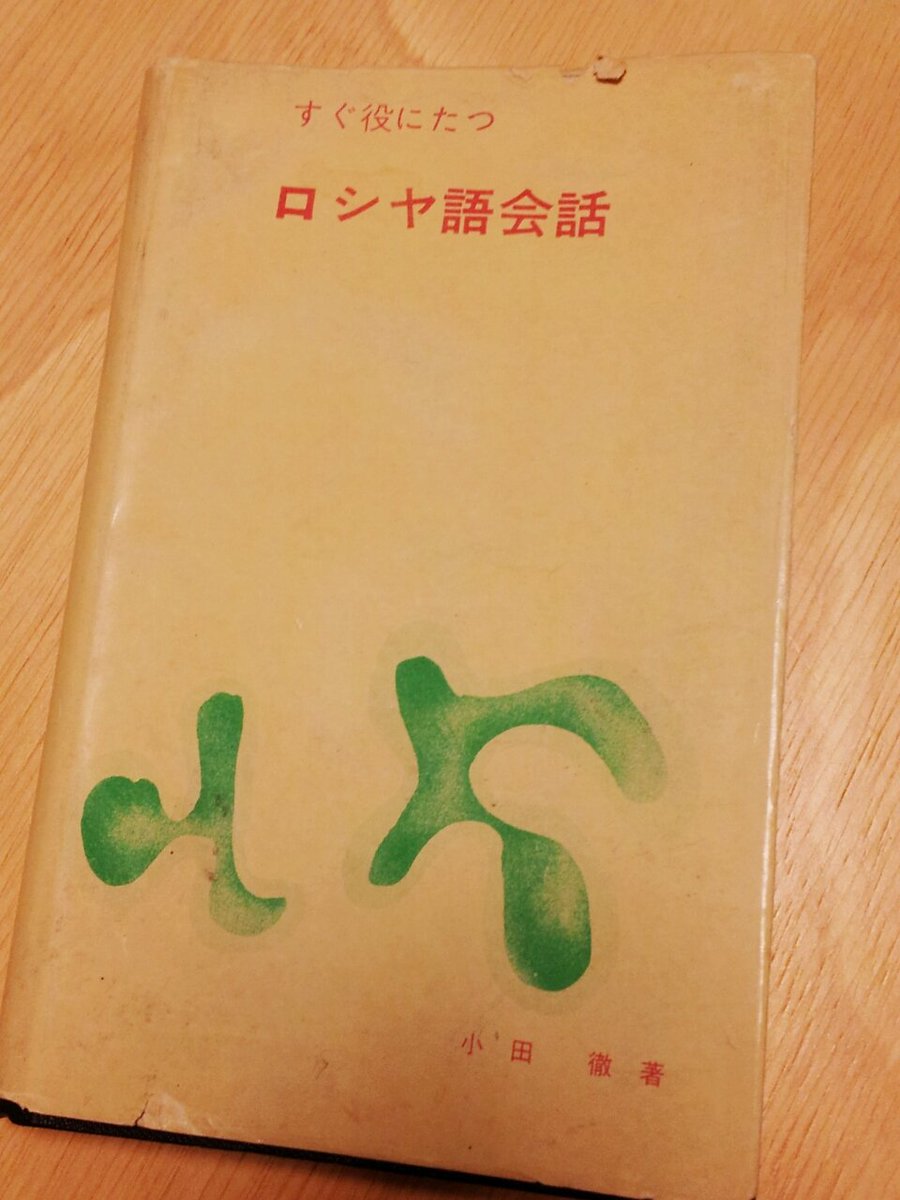 すぐ役にたつ
ロシヤ語会話
小田 徹著